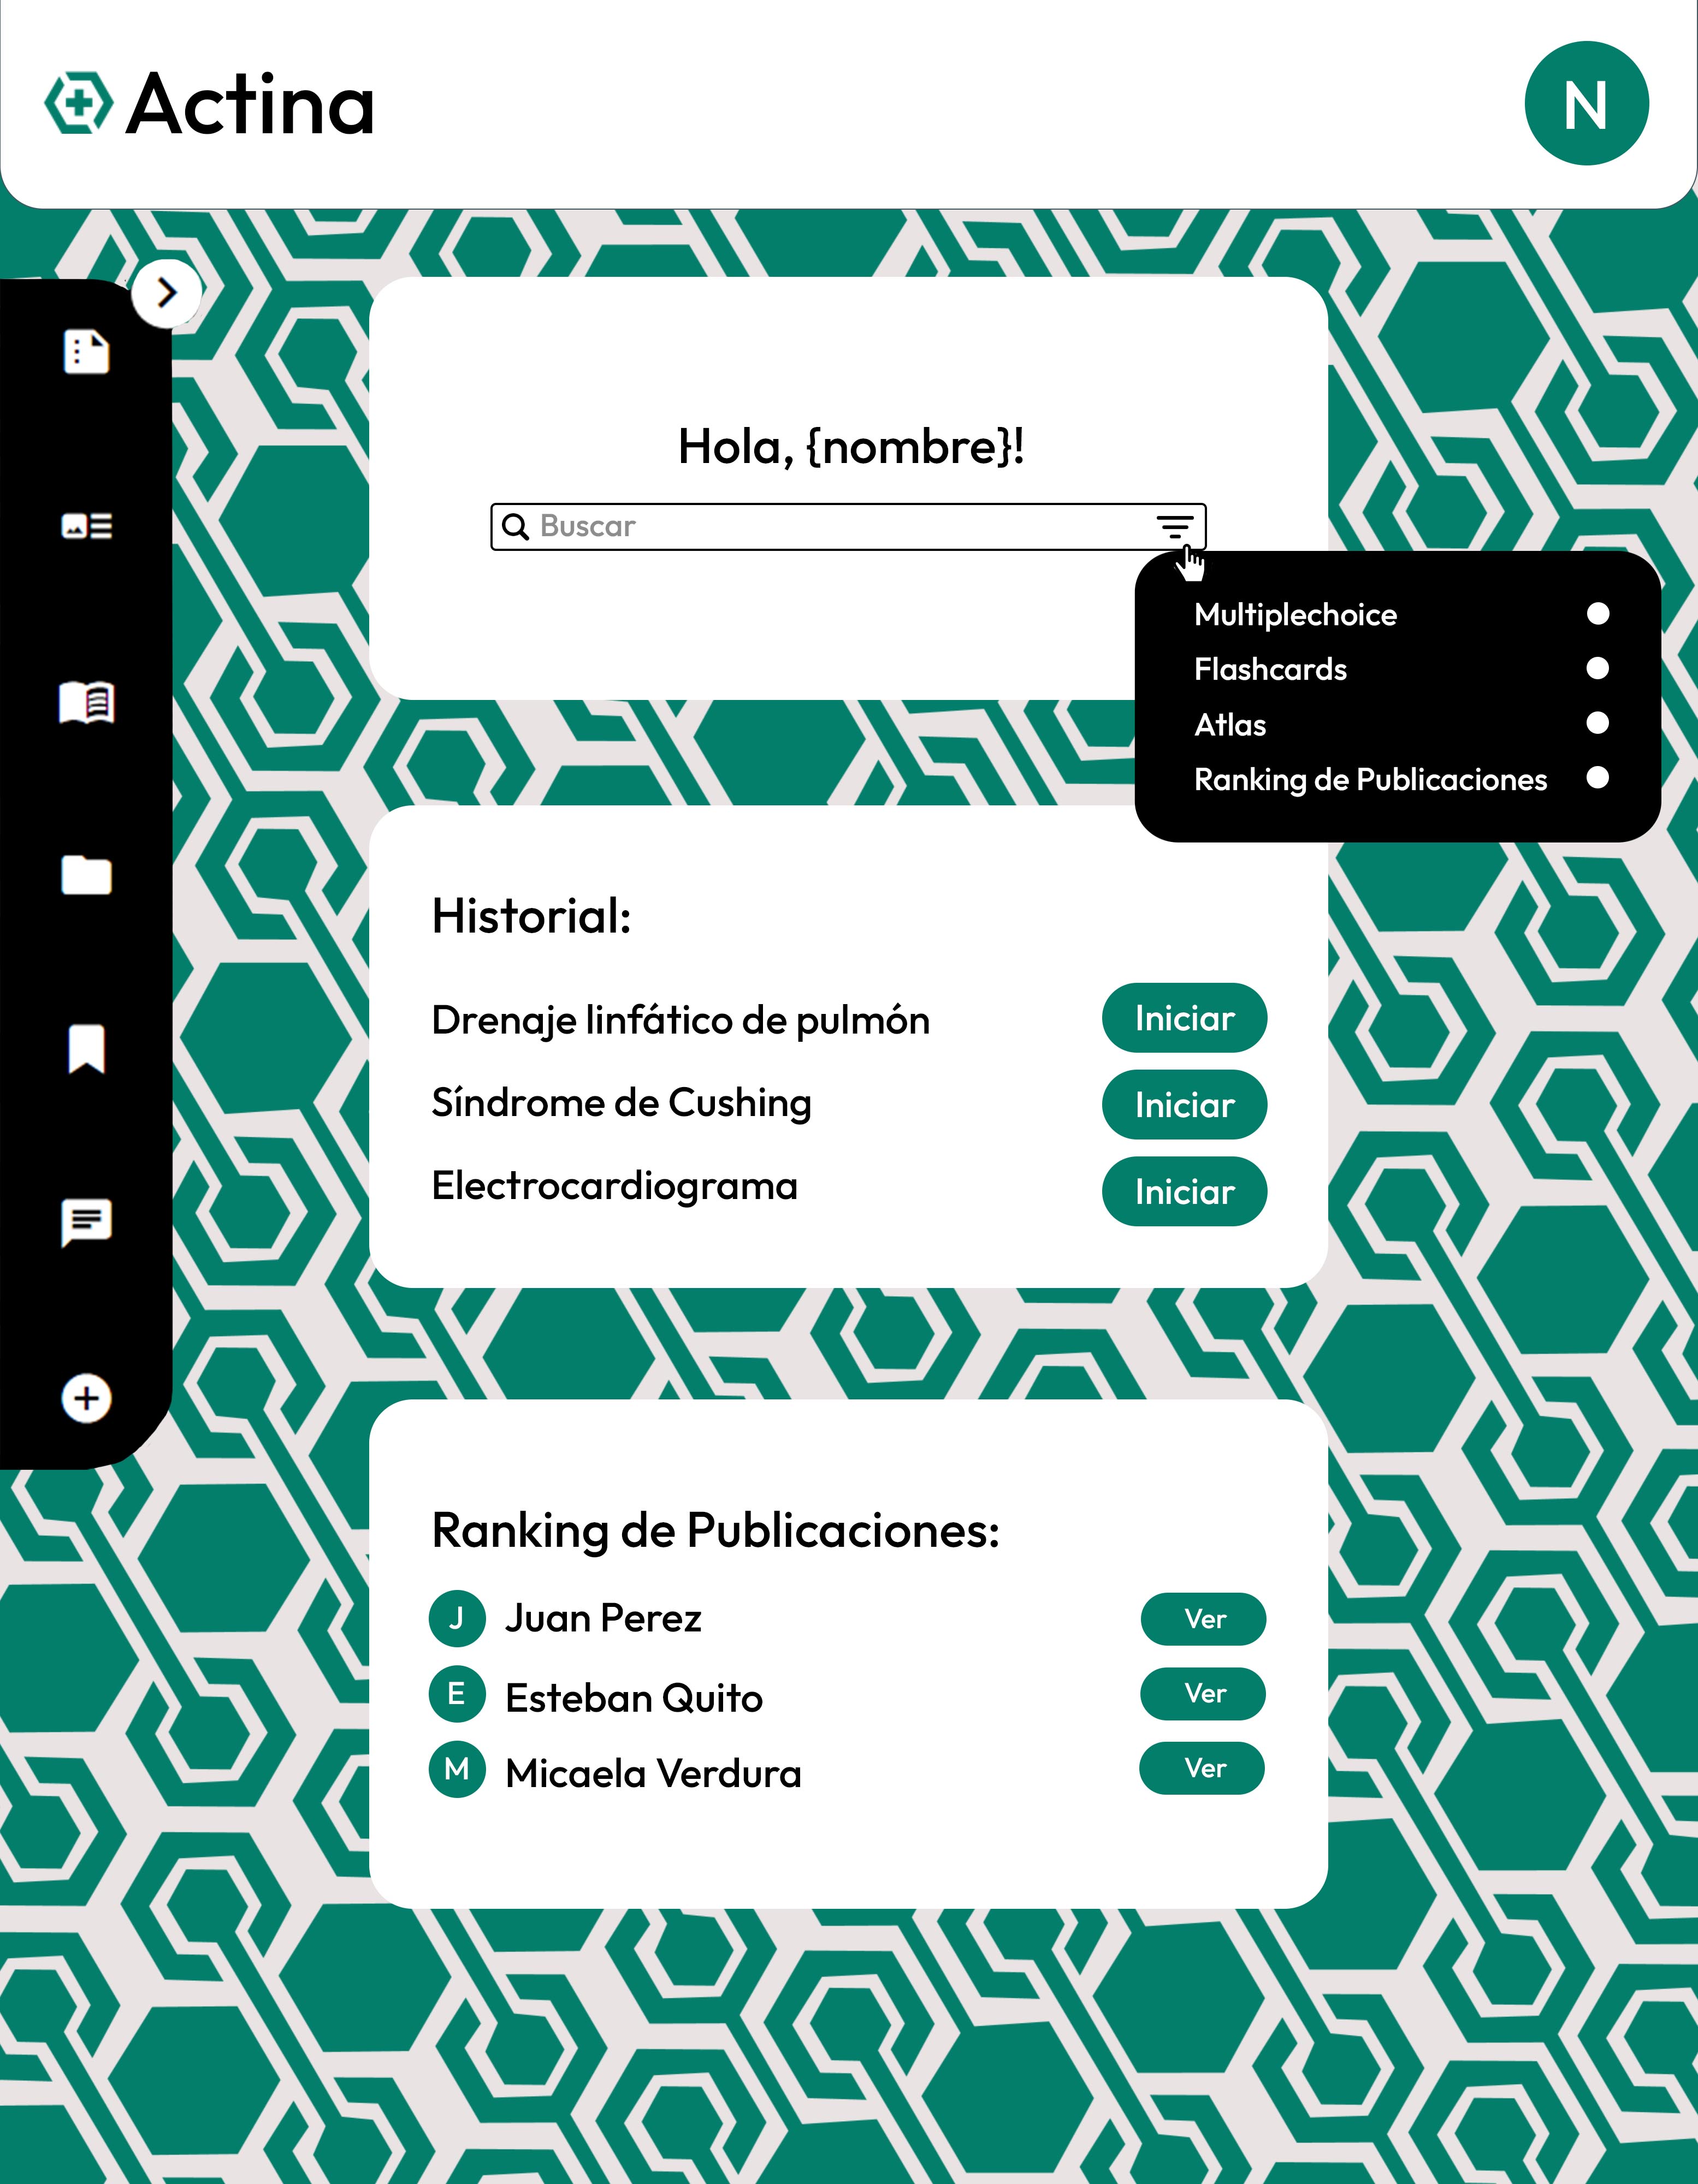 Actina
N
Hola, {nombre}!
Buscar
Multiplechoice
Flashcards
Atlas
Ranking de Publicaciones
Historial:
Drenaje linfático de pulmón
Iniciar
Síndrome de Cushing
Iniciar
Electrocardiograma
Iniciar
Ranking de Publicaciones:
J Juan Perez
Ver
E Esteban Quito
Ver
M Micaela Verdura
Ver